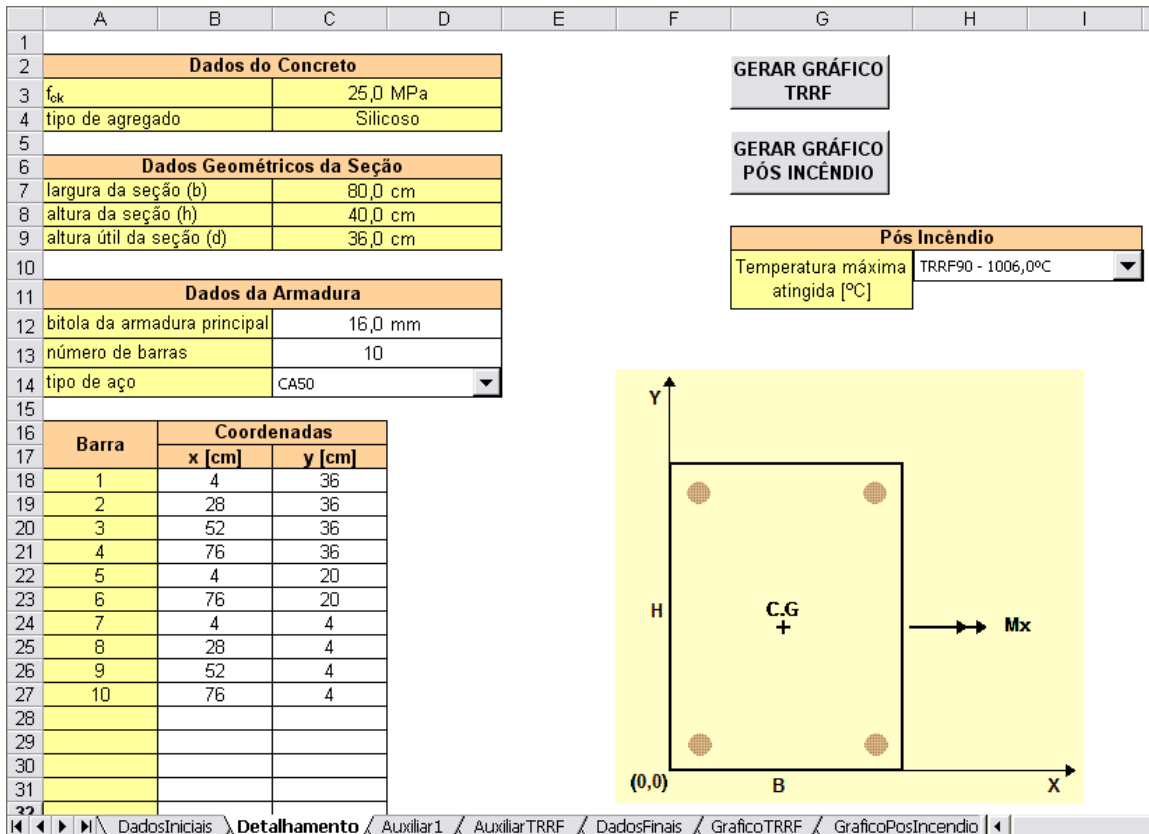 A B C D E F G H I
1
2 Dados do Concreto
3 fck 25,0 MPa
4 tipo de agregado Silicoso
5
6 Dados Geométricos da Seção
7 largura da seção (b) 80,0 cm
8 altura da seção (h) 40,0 cm
9 altura útil da seção (d) 36,0 cm
10
11 Dados da Armadura
12 bitola da armadura principal 16,0 mm
13 número de barras 10
14 tipo de aço CA50
15
16 Barra Coordenadas
17 x [cm] y [cm]
18 1 4 36
19 2 28 36
20 3 52 36
21 4 76 36
22 5 4 20
23 6 76 20
24 7 4 4
25 8 28 4
26 9 52 4
27 10 76 4
28
29
30
31
32
GERAR GRÁFICO
TRRF
GERAR GRÁFICO
PÓS INCÊNDIO
Pós Incêndio
Temperatura máxima
atingida [ºC]
TRRF90 - 1006,0ºC
Y
H
C.G
Mx
(0,0)
B
X
DadosIniciais Detalhamento Auxiliar1 AuxiliarTRRF DadosFinais GraficoTRRF GraficoPosIncendio